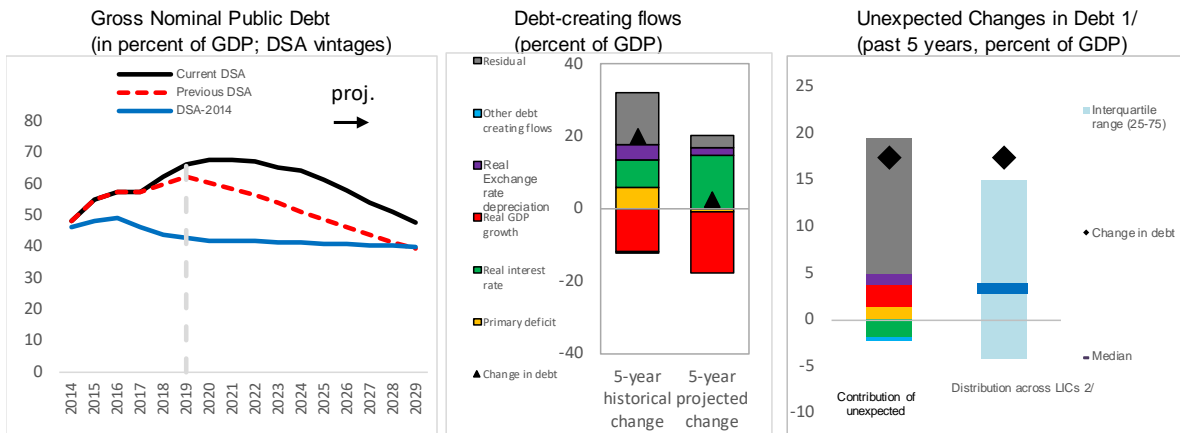 Gross Nominal Public Debt
(in percent of GDP; DSA vintages)
Current DSA
Previous DSA
DSA-2014
proj.
80
70
60
50
40
30
20
10
0
2014
2015
2016
2017
2018
2019
2020
2021
2022
2023
2024
2025
2026
2027
2028
2029
Debt-creating flows
(percent of GDP)
Residual
Other debt
creating flows
Real
Exchange rate
depreciation
Real GDP
growth
Real interest
rate
Primary deficit
Change in debt
40
20
0
-20
-40
5-year
historical
change
5-year
projected
change
Unexpected Changes in Debt 1/
(past 5 years, percent of GDP)
25
20
15
10
5
0
-5
-10
Interquartile
range (25-75)
Change in debt
Median
Contribution of
unexpected
Distribution across LICs 2/